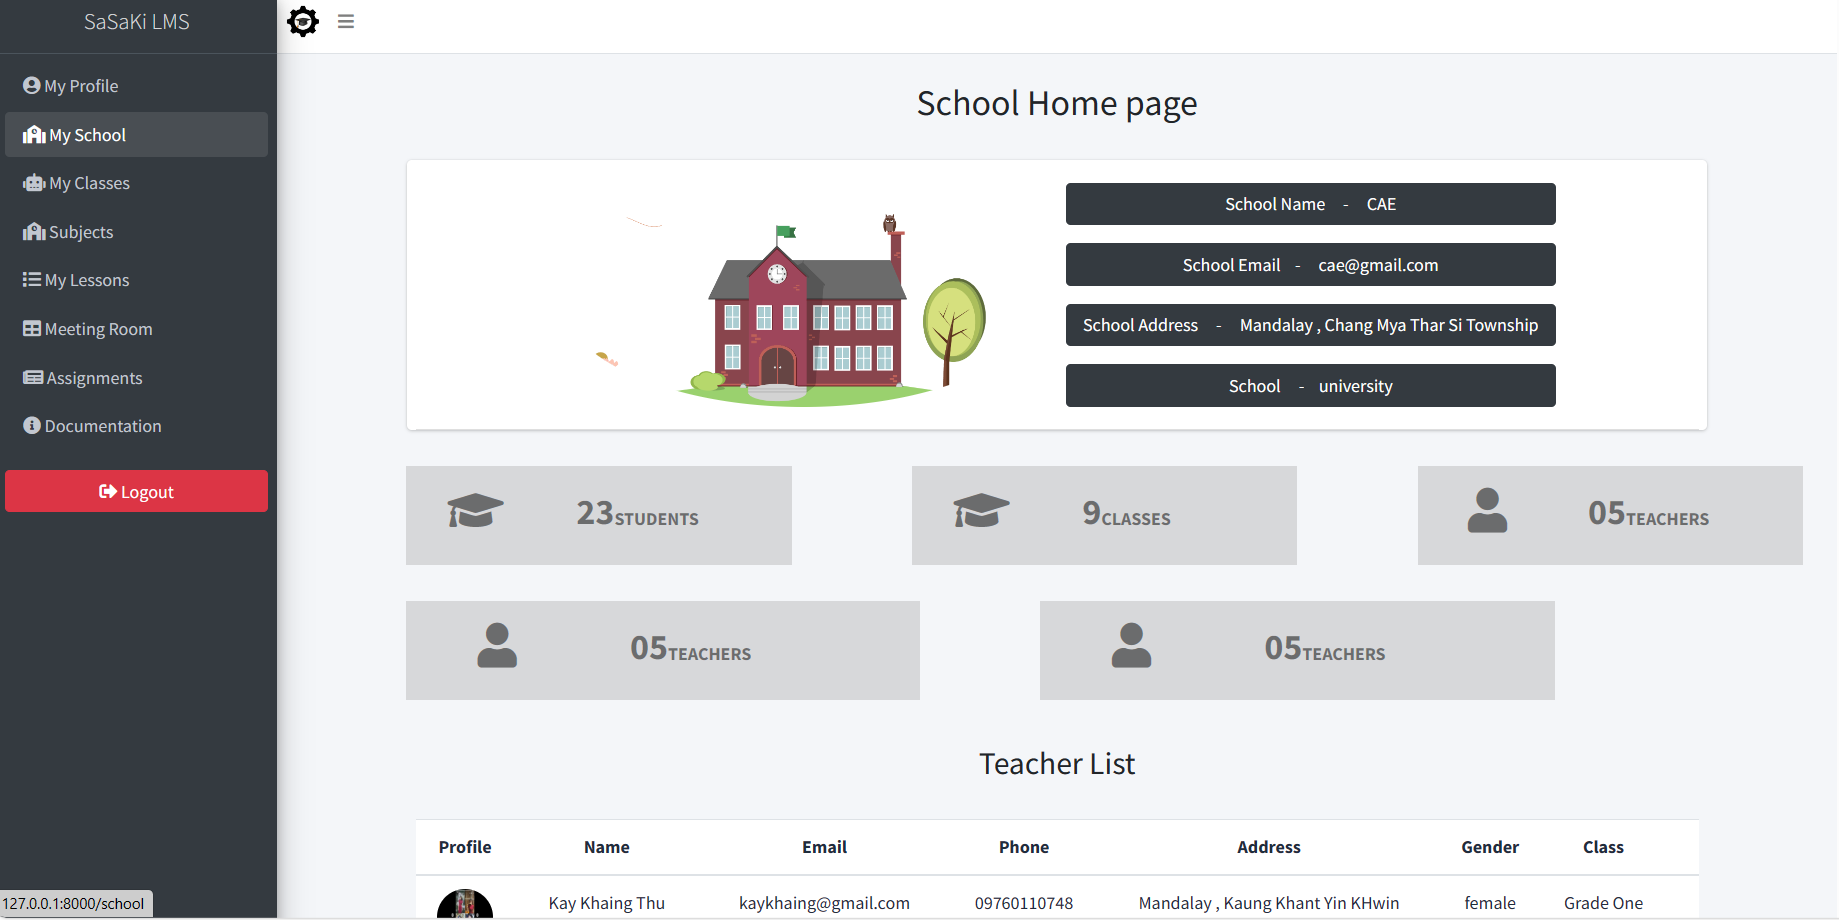 SaSaKi LMS
My Profile
My School
My Classes
Subjects
My Lessons
Meeting Room
Assignments
Documentation
Logout
School Home page
School Name - CAE
School Email - cae@gmail.com
School Address - Mandalay , Chang Mya Thar Si Township
School - university
23STUDENTS
9CLASSES
05TEACHERS
05TEACHERS
05TEACHERS
Teacher List
Profile Name Email Phone Address Gender Class
Kay Khaing Thu kaykhaing@gmail.com 09760110748 Mandalay , Kaung Khant Yin KHwin female Grade One
127.0.0.1:8000/school